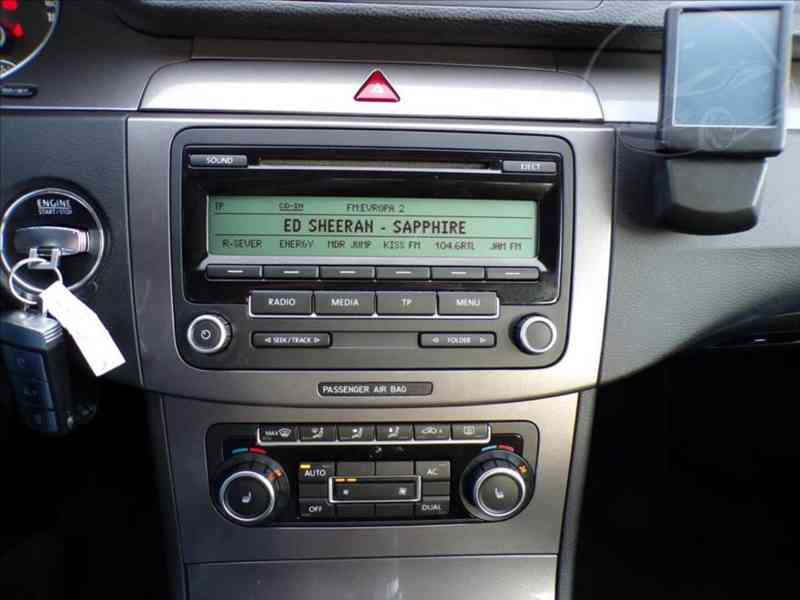 SOUND
EJECT
TP CD-IN FM:EVROPA 2
ED SHEERAN - SAPPHIRE
R-SEVER ENERGY MDR JUMP KISS FM 104.6RTL JAM FM
RADIO MEDIA TP MENU
SEEK / TRACK
FOLDER
ENGINE
START/STOP
PASSENGER AIR BAG
MAX
AUTO
AC
OFF
DUAL